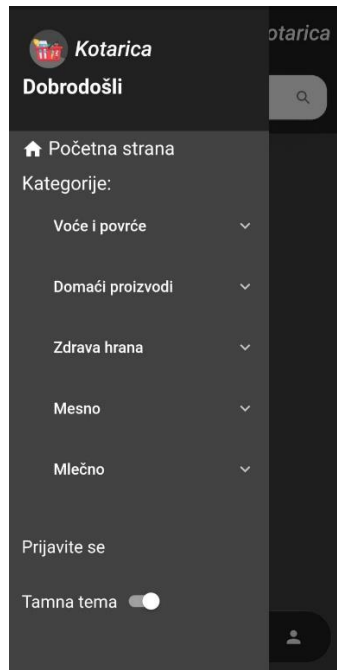 Kotarica
otarica
Dobrodošli
Početna strana
Kategorije:
Voće i povrće
Domaći proizvodi
Zdrava hrana
Mesno
Mlečno
Prijavite se
Tamna tema